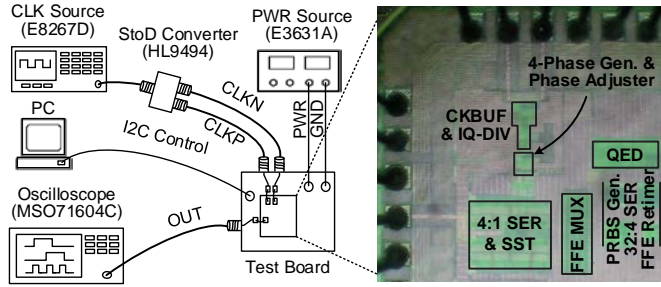 CLK Source
(E8267D)
StoD Converter
(HL9494)
PWR Source
(E3631A)
PC
I2C Control
CLKN
CLKP
PWR
GND
Oscilloscope
(MSO71604C)
OUT
Test Board
4-Phase Gen. &
Phase Adjuster
CKBUF
& IQ-DIV
QED
4:1 SER
& SST
FFE MUX
PRBS Gen.
32:4 SER
FFE Retimer